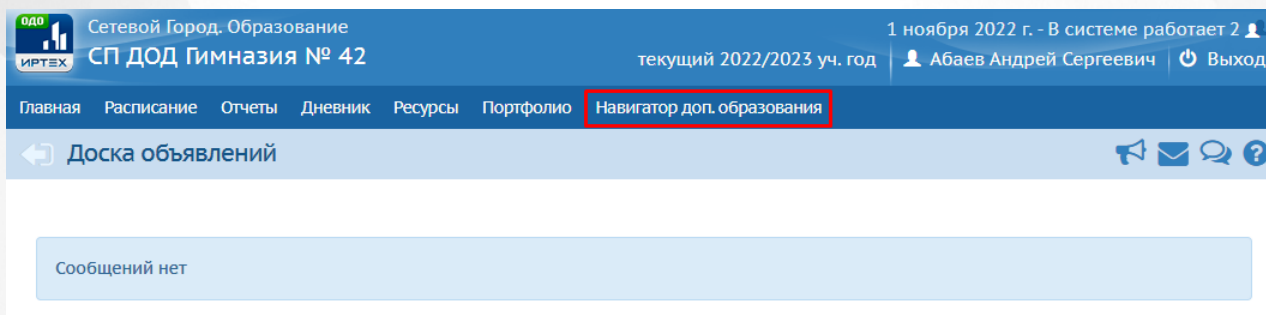 ОДО
ИРТЕХ
Сетевой Город. Образование
СП ДОД Гимназия № 42
1 ноября 2022 г. - В системе работает 2
текущий 2022/2023 уч. год
Абаев Андрей Сергеевич
Выход
Главная Расписание Отчеты Дневник Ресурсы Портфолио Навигатор доп. образования
Доска объявлений
Сообщений нет